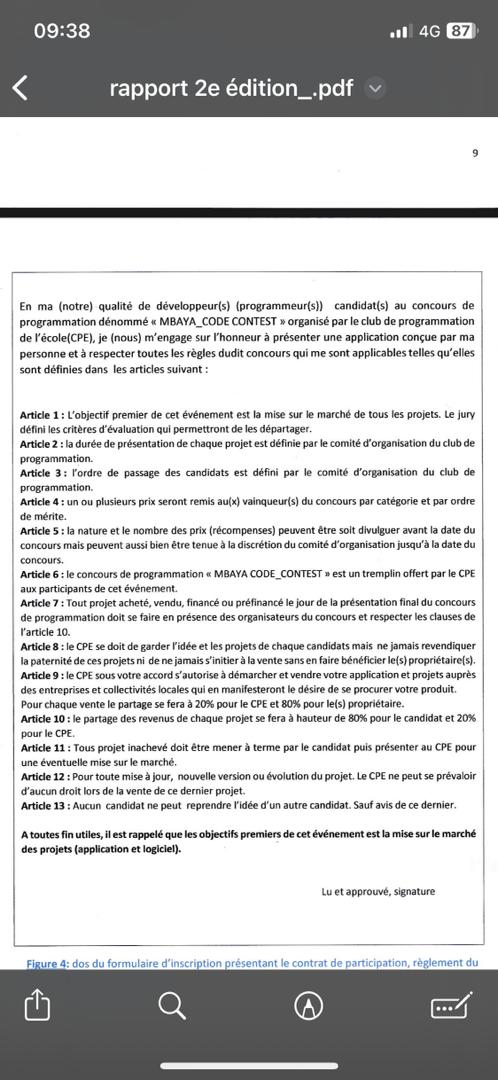 09:38
4G 87
rapport 2e édition_.pdf
9
En ma (notre) qualité de développeur(s) (programmeur(s)) candidat(s) au concours de
programmation dénommé « MBAYA_CODE CONTEST » organisé par le club de programmation
de l'école(CPE), je (nous) m'engage sur l'honneur à présenter une application conçue par ma
personne et à respecter toutes les règles dudit concours qui me sont applicables telles qu'elles
sont définies dans les articles suivant :
Article 1 : L'objectif premier de cet événement est la mise sur le marché de tous les projets. Le jury
défini les critères d'évaluation qui permettront de les départager.
Article 2 : la durée de présentation de chaque projet est définie par le comité d'organisation du club de
programmation.
Article 3 : l'ordre de passage des candidats est défini par le comité d'organisation du club de
programmation.
Article 4 : un ou plusieurs prix seront remis au(x) vainqueur(s) du concours par catégorie et par ordre
de mérite.
Article 5 : la nature et le nombre des prix (récompenses) peuvent être soit divulguer avant la date du
concours mais peuvent aussi bien être tenue à la discrétion du comité d'organisation jusqu'à la date du
concours.
Article 6 : le concours de programmation « MBAYA CODE_CONTEST » est un tremplin offert par le CPE
aux participants de cet événement.
Article 7 : Tout projet acheté, vendu, financé ou préfinancé le jour de la présentation final du concours
de programmation doit se faire en présence des organisateurs du concours et respecter les clauses de
l'article 10.
Article 8 : le CPE se doit de garder l'idée et les projets de chaque candidats mais ne jamais revendiquer
la paternité de ces projets ni de ne jamais s'initier à la vente sans en faire bénéficier le(s) propriétaire(s).
Article 9 : le CPE sous votre accord s'autorise à démarcher et vendre votre application et projets auprès
des entreprises et collectivités locales qui en manifesteront le désire de se procurer votre produit.
Pour chaque vente le partage se fera à 20% pour le CPE et 80% pour le(s) propriétaire.
Article 10 : le partage des revenus de chaque projet se fera à hauteur de 80% pour le candidat et 20%
pour le CPE.
Article 11 : Tous projet inachevé doit être mener à terme par le candidat puis présenter au CPE pour
une éventuelle mise sur le marché.
Article 12 : Pour toute mise à jour, nouvelle version ou évolution du projet. Le CPE ne peut se prévaloir
d'aucun droit lors de la vente de ce dernier projet.
Article 13 : Aucun candidat ne peut reprendre l'idée d'un autre candidat. Sauf avis de ce dernier.
A toutes fin utiles, il est rappelé que les objectifs premiers de cet événement est la mise sur le marché
des projets (application et logiciel).
Lu et approuvé, signature
Figure 4: dos du formulaire d'inscription présentant le contrat de participation, règlement du